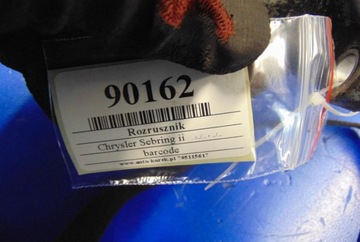 90162
Rozrusznik
Chrysler Sebring ii
barcode